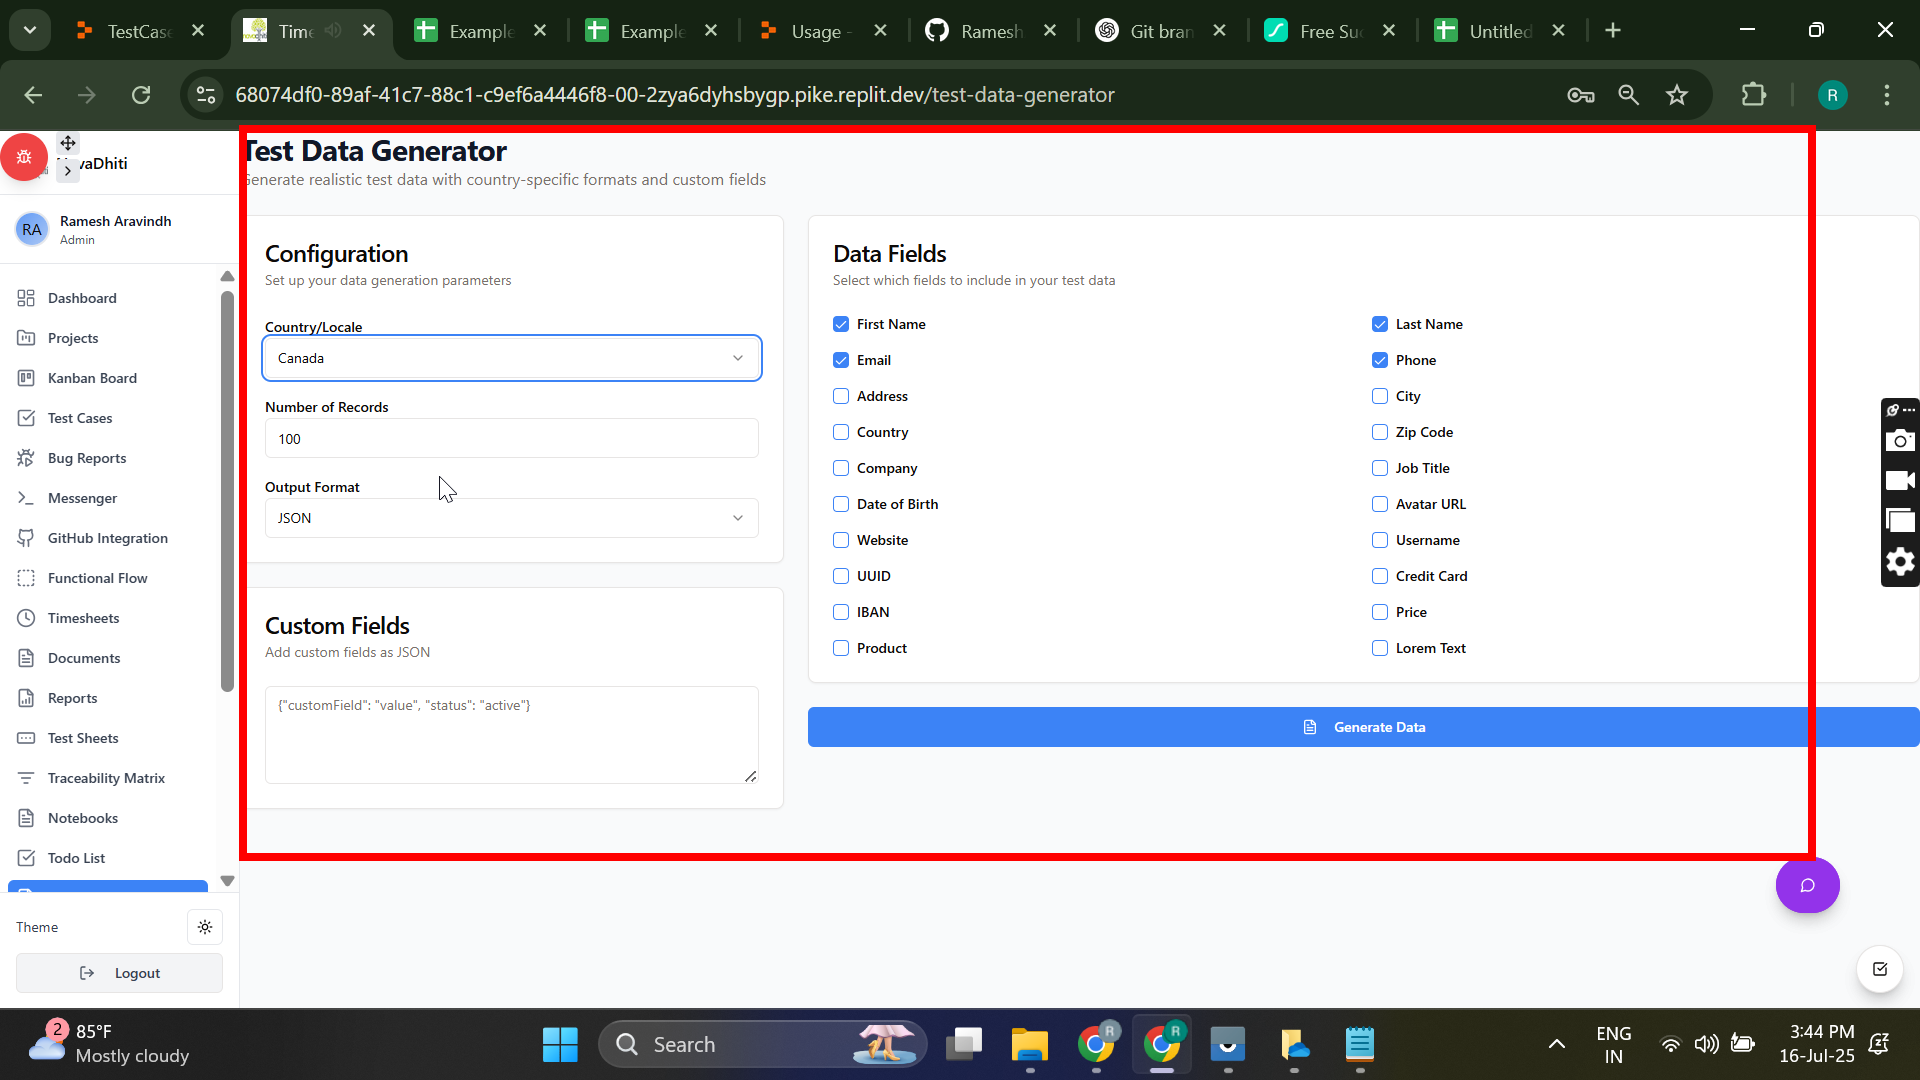 TestCase
Time
Example
Example
Usage -
Ramesh
Git bran
Free Su
Untitled
68074df0-89af-41c7-88c1-c9ef6a4446f8-00-2zya6dyhsbygp.pike.replit.dev/test-data-generator
R
vaDhiti
RA
Ramesh Aravindh
Admin
Dashboard
Projects
Kanban Board
Test Cases
Bug Reports
Messenger
GitHub Integration
Functional Flow
Timesheets
Documents
Reports
Test Sheets
Traceability Matrix
Notebooks
Todo List
Theme
Logout
Test Data Generator
Generate realistic test data with country-specific formats and custom fields
Configuration
Set up your data generation parameters
Country/Locale
Canada
Number of Records
100
Output Format
JSON
Custom Fields
Add custom fields as JSON
{"customField": "value", "status": "active"}
Data Fields
Select which fields to include in your test data
First Name
Last Name
Email
Phone
Address
City
Country
Zip Code
Company
Job Title
Date of Birth
Avatar URL
Website
Username
UUID
Credit Card
IBAN
Price
Product
Lorem Text
Generate Data
2
85°F
Mostly cloudy
Search
R
R
ENG
IN
3:44 PM
16-Jul-25